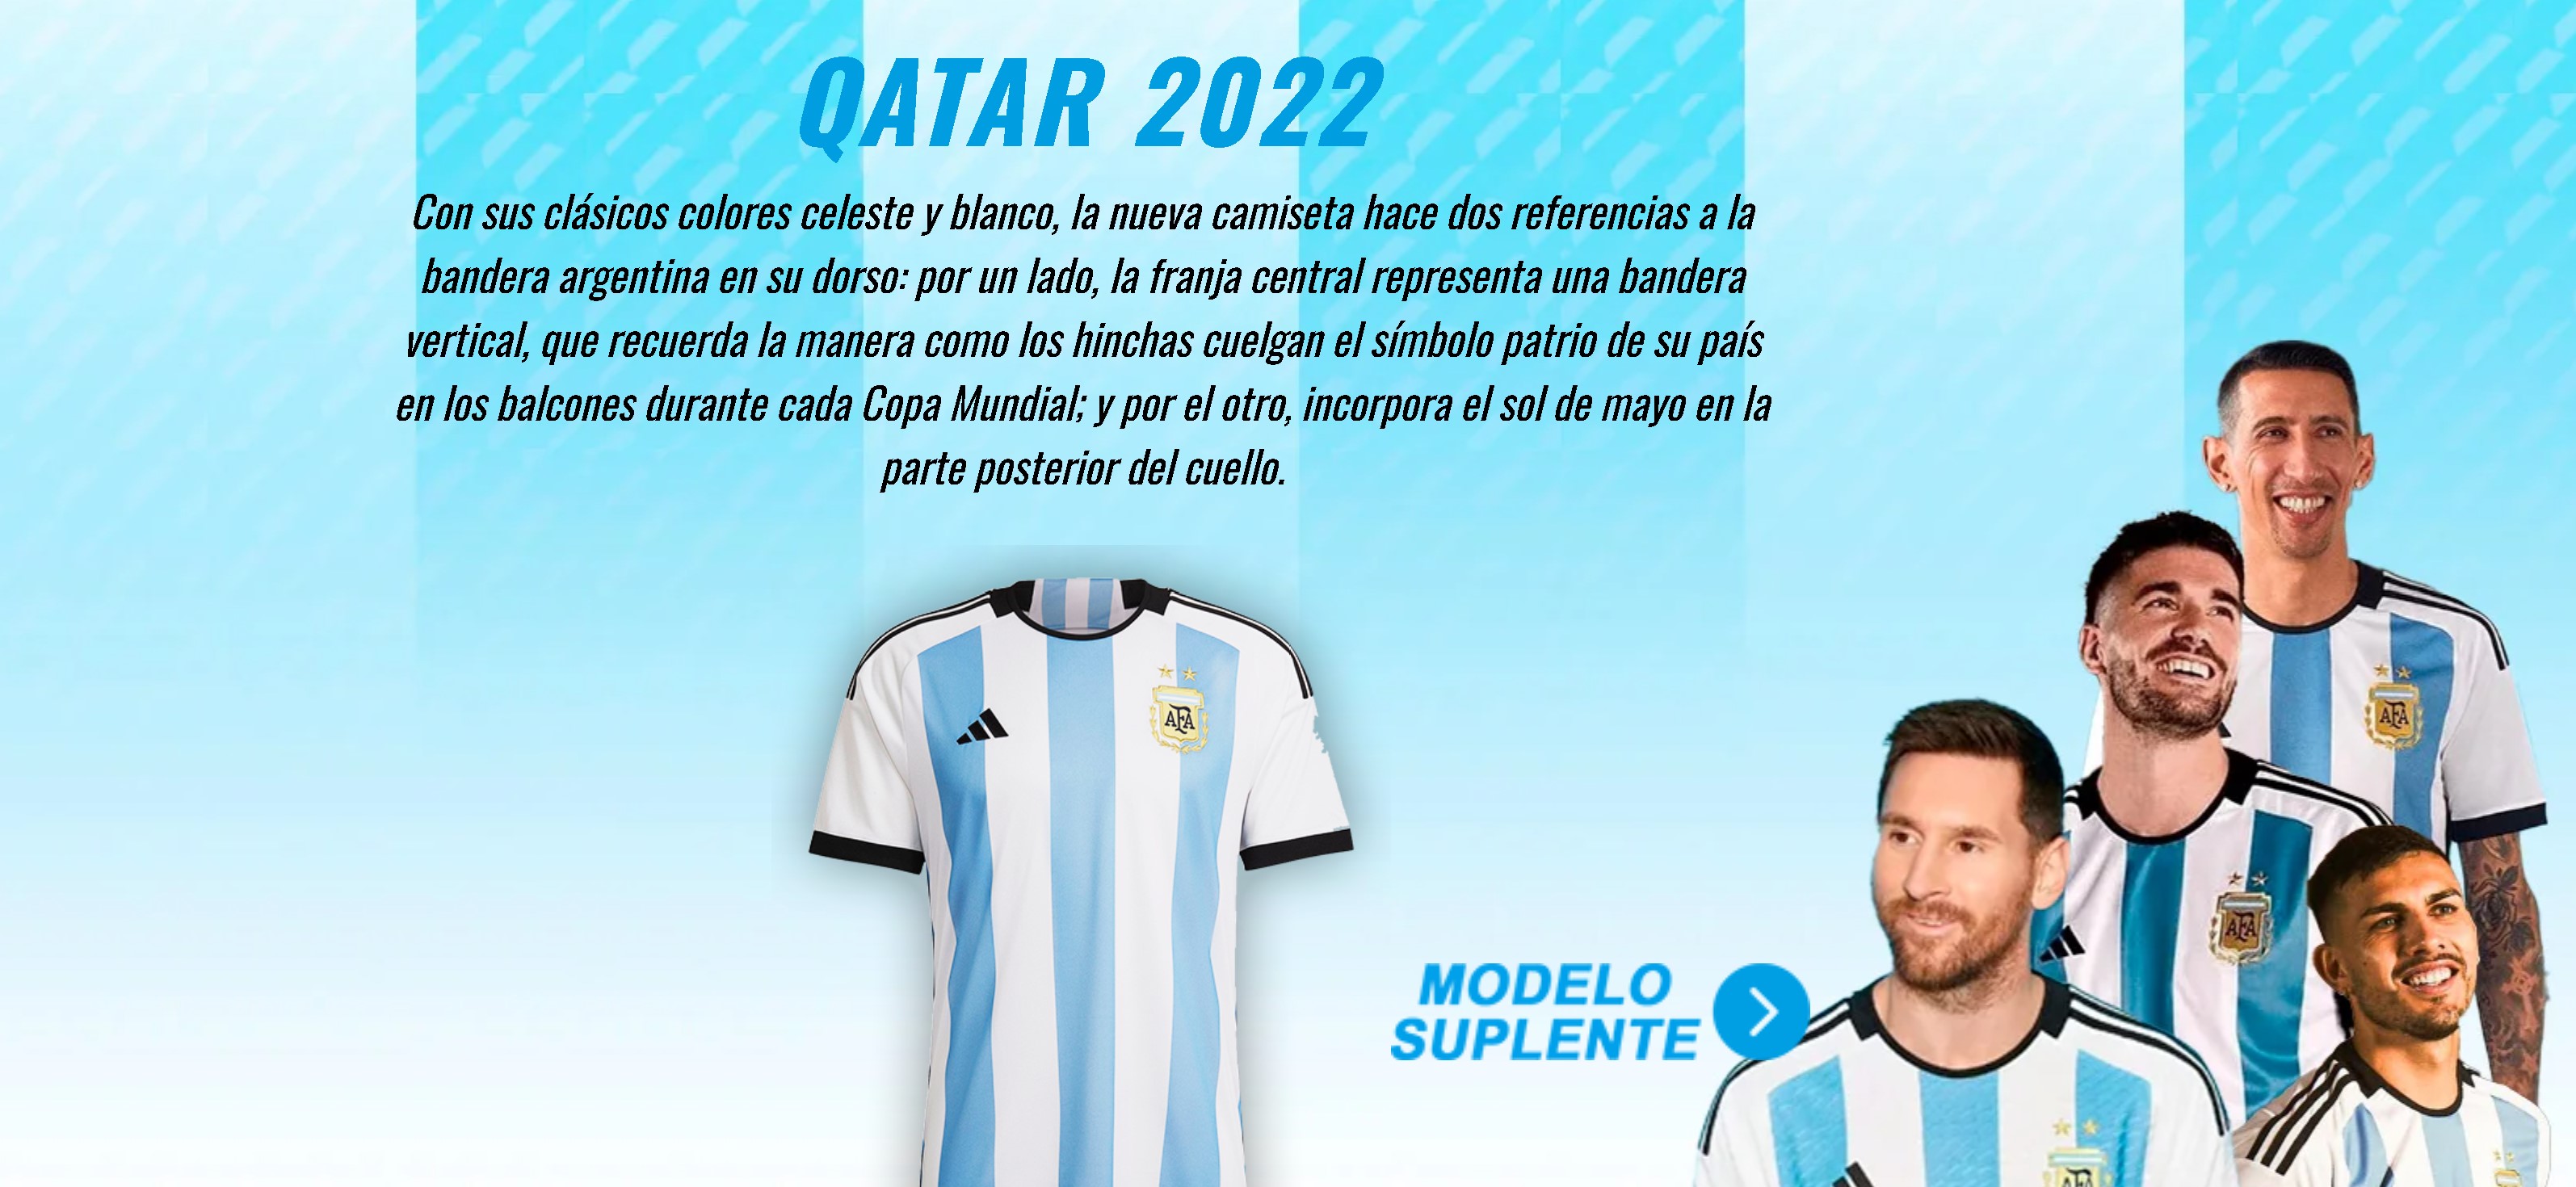 QATAR 2022
Con sus clásicos colores celeste y blanco, la nueva camiseta hace dos referencias a la
bandera argentina en su dorso: por un lado, la franja central representa una bandera
vertical, que recuerda la manera como los hinchas cuelgan el símbolo patrio de su país
en los balcones durante cada Copa Mundial; y por el otro, incorpora el sol de mayo en la
parte posterior del cuello.
AFA
AFA
AFA
AFA
MODELO
SUPLENTE